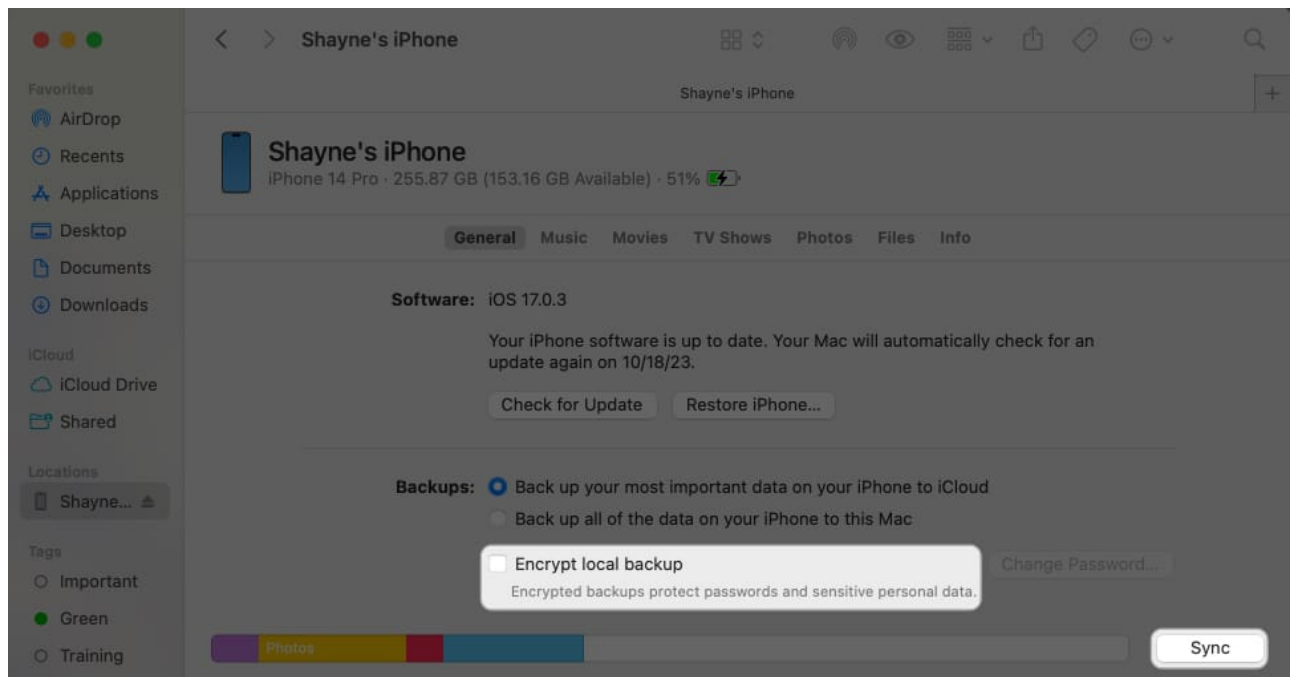 Shayne's iPhone
Shayne's iPhone
Favorites
AirDrop
Recents
Applications
Desktop
Documents
Downloads
iCloud
iCloud Drive
Shared
Locations
Shayne...
Tags
Important
Green
Training
Shayne's iPhone
iPhone 14 Pro · 255.87 GB (153.16 GB Available) · 51%
General Music Movies TV Shows Photos Files Info
Software: iOS 17.0.3
Your iPhone software is up to date. Your Mac will automatically check for an
update again on 10/18/23.
Check for Update Restore iPhone...
Backups: Back up your most important data on your iPhone to iCloud
Back up all of the data on your iPhone to this Mac
Encrypt local backup Change Password...
Encrypted backups protect passwords and sensitive personal data.
Photos Sync